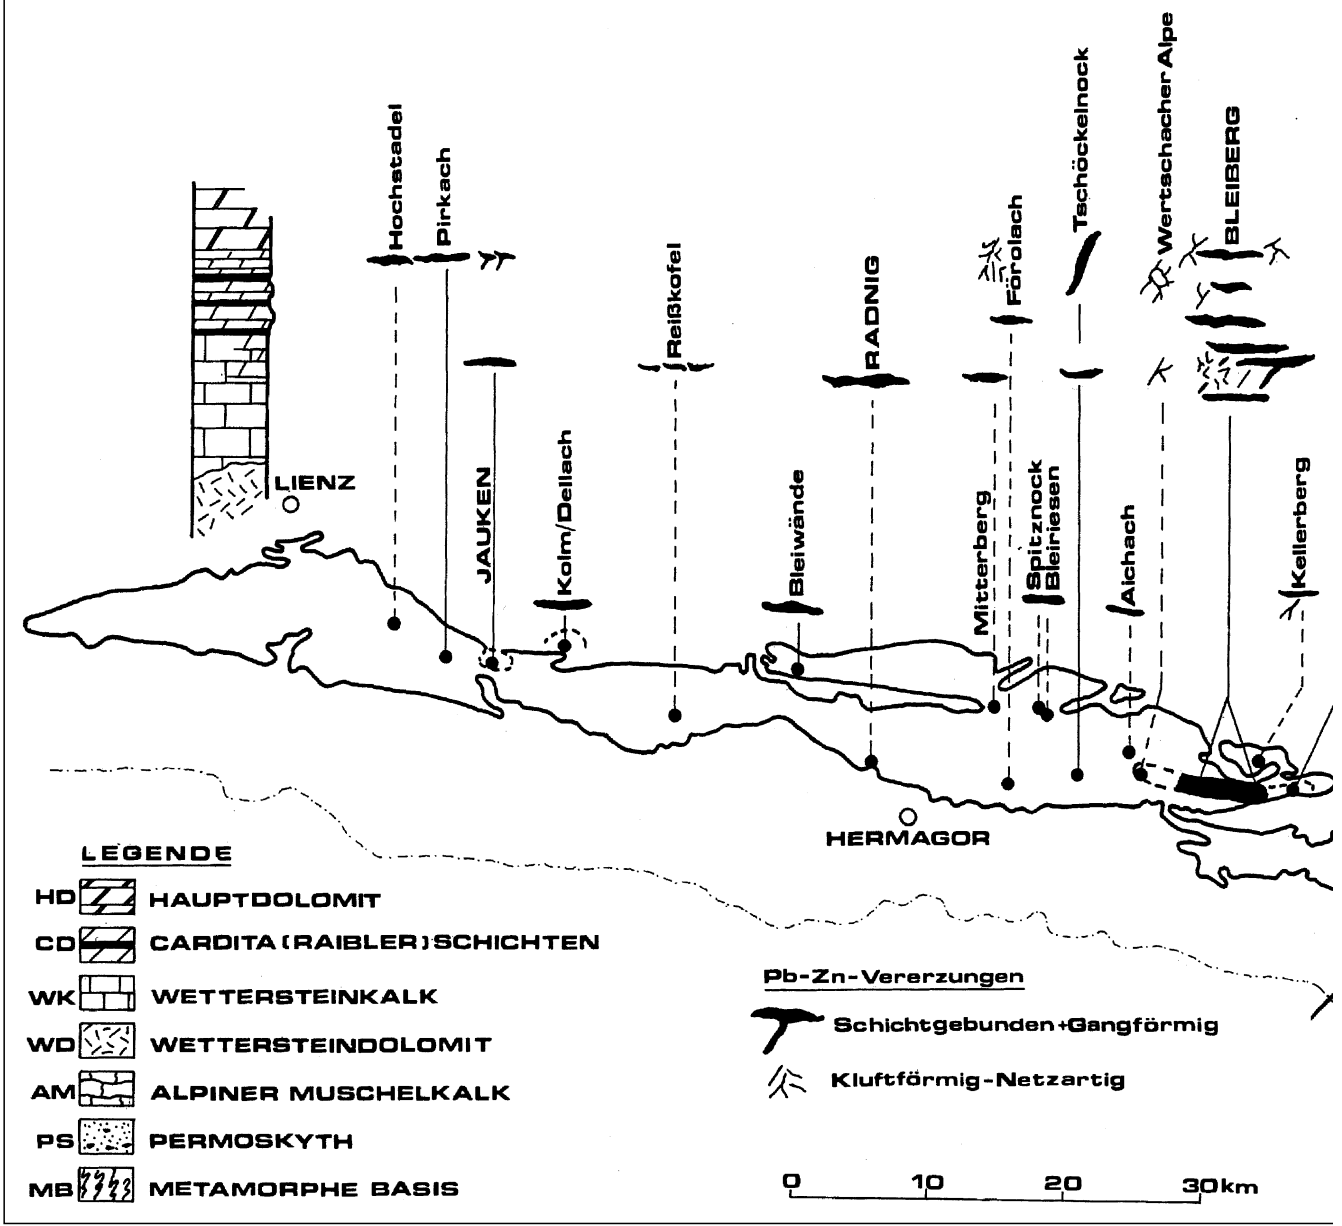 Hochstadel
Pirkach
JAUKEN
Kolm/Dellach
Reißkofel
Bleiwände
RADNIG
Mitterberg
Förolach
Spitznock
Bleiriesen
Tschöckelnock
Aichach
Wertschacher Alpe
BLEIBERG
Kellerberg
LIENZ
HERMAGOR
LEGENDE
HD HAUPTDOLOMIT
CD CARDITA (RAIBLER) SCHICHTEN
WK WETTERSTEINKALK
WD WETTERSTEINDOLOMIT
AM ALPINER MUSCHELKALK
PS PERMOSKYTH
MB METAMORPHE BASIS
Pb-Zn-Vererzungen
Schichtgebunden+Gangförmig
Kluftförmig-Netzartig
0 10 20 30km